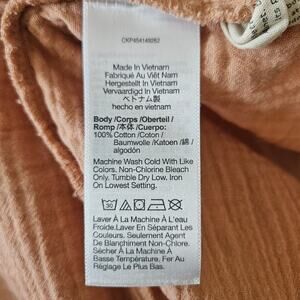 CKP454149282
Made In Vietnam
Fabriqué Au Viêt Nam
Hergestellt In Vietnam
Vervaardigd In Vietnam
ベトナム製
hecho en vietnam
Body /Corps /Oberteil /
Romp /本体 /Cuerpo:
100% Cotton /Coton /
Baumwolle /Katoen /綿 /
algodón
Machine Wash Cold With Like
Colors. Non-Chlorine Bleach
Only. Tumble Dry Low. Iron
On Lowest Setting.
30
Laver À La Machine À L'eau
Froide.Laver En Séparant Les
Couleurs. Seulement Agent
De Blanchiment Non-Chlore.
Sécher À La Machine À
Basse Température, Fer Au
Réglage Le Plus Bas.